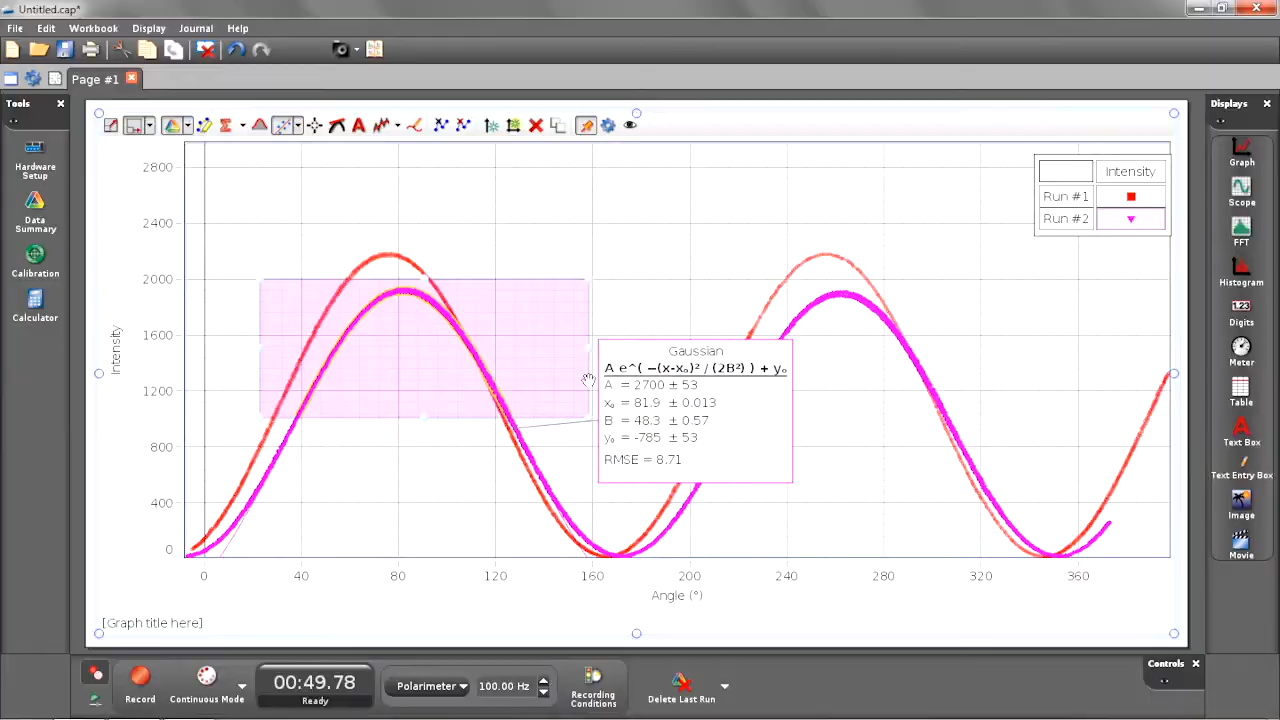 Untitled.cap*
File Edit Workbook Display Journal Help
Page #1
Tools
Displays
Hardware Setup
Data Summary
Calibration
Calculator
2800
2400
2000
1600
1200
800
400
0
Intensity
Intensity
Run #1
Run #2
Gaussian
A e^( −(x-x₀)² / (2B²) ) + y₀
A = 2700 ± 53
x₀ = 81.9 ± 0.013
B = 48.3 ± 0.57
y₀ = -785 ± 53
RMSE = 8.71
0 40 80 120 160 200 240 280 320 360
Angle (°)
[Graph title here]
Graph
Scope
FFT
Histogram
1.23
Digits
Meter
Table
Text Box
Text Entry Box
Image
Movie
Record
Continuous Mode
00:49.78
Ready
Polarimeter
100.00 Hz
Recording Conditions
Delete Last Run
Controls